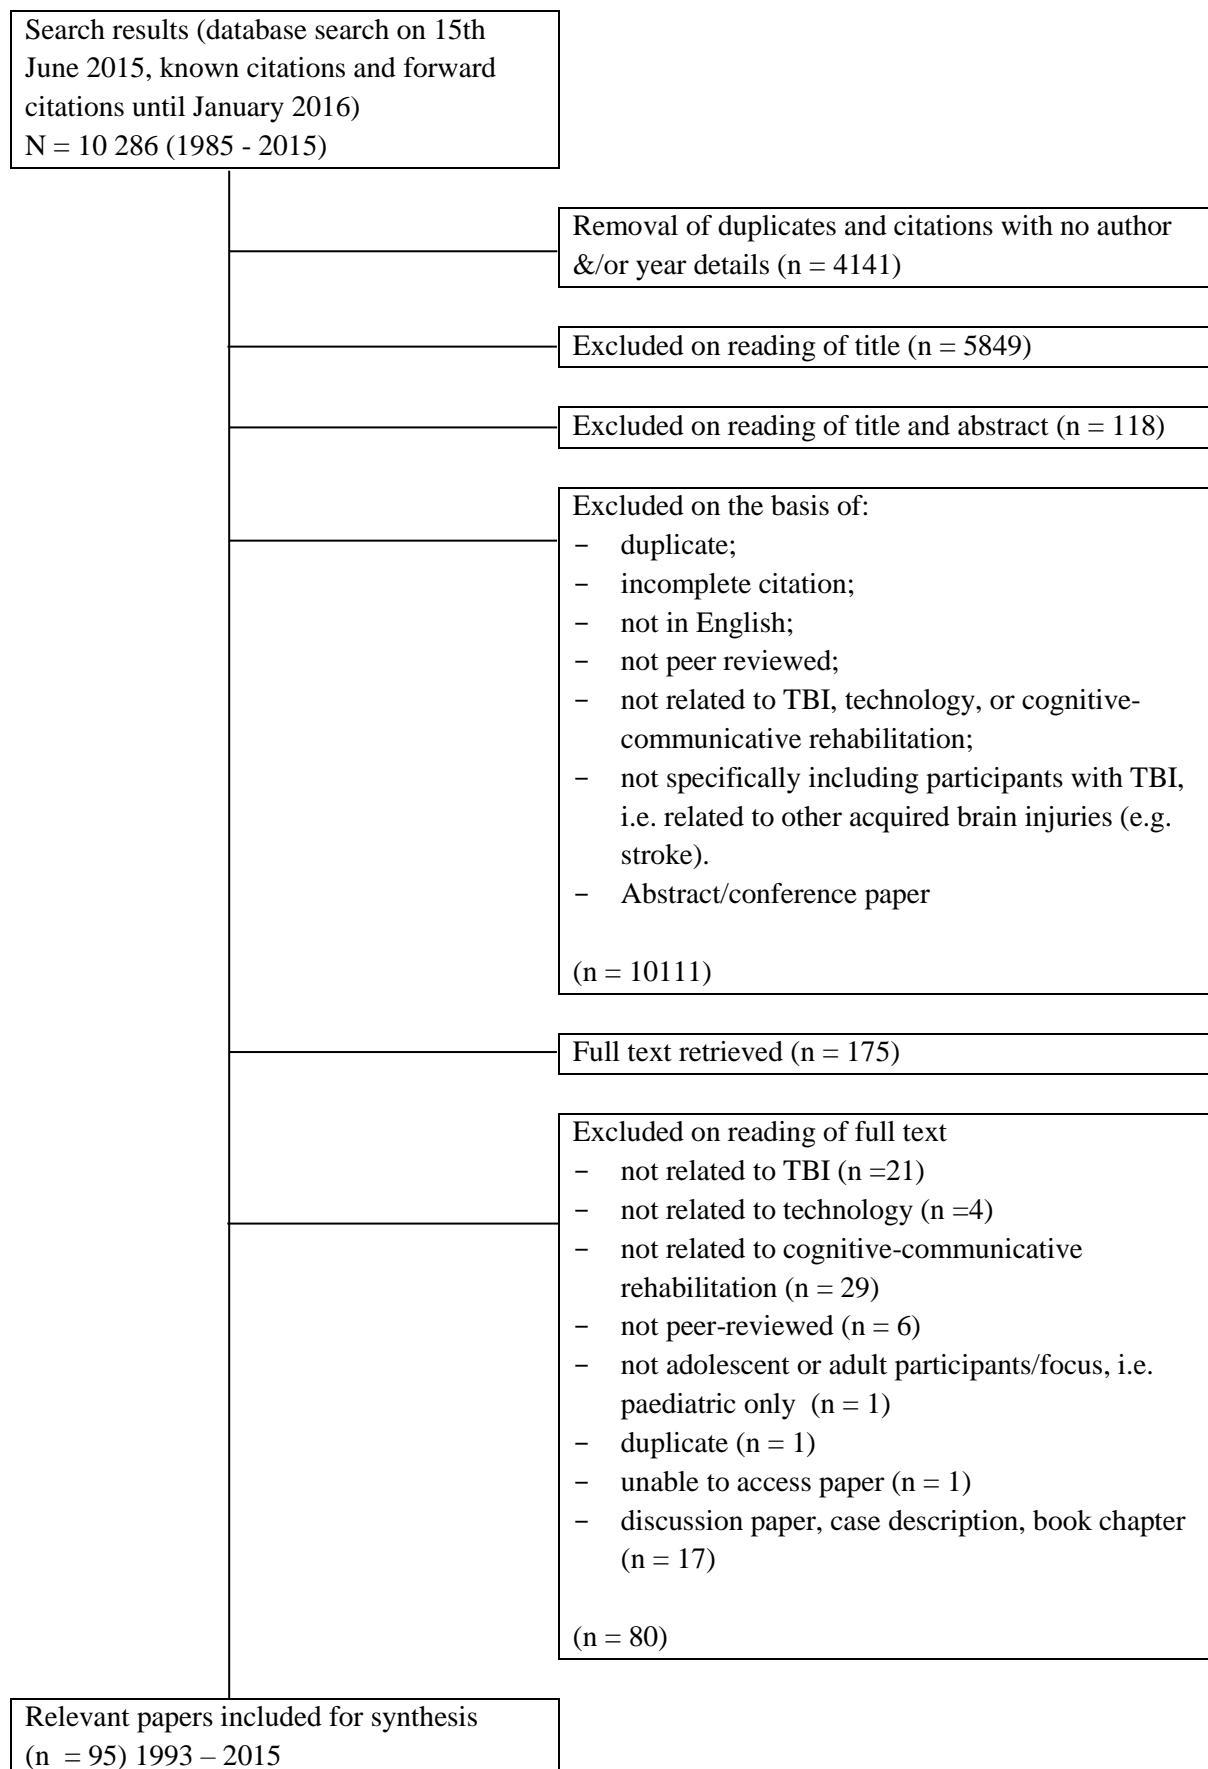 Search results (database search on 15th
June 2015, known citations and forward
citations until January 2016)
N = 10 286 (1985 - 2015)
Removal of duplicates and citations with no author
&/or year details (n = 4141)
Excluded on reading of title (n = 5849)
Excluded on reading of title and abstract (n = 118)
Excluded on the basis of:
- duplicate;
- incomplete citation;
- not in English;
- not peer reviewed;
- not related to TBI, technology, or cognitive-
communicative rehabilitation;
- not specifically including participants with TBI,
i.e. related to other acquired brain injuries (e.g.
stroke).
- Abstract/conference paper
(n = 10111)
Full text retrieved (n = 175)
Excluded on reading of full text
- not related to TBI (n =21)
- not related to technology (n =4)
- not related to cognitive-communicative
rehabilitation (n = 29)
- not peer-reviewed (n = 6)
- not adolescent or adult participants/focus, i.e.
paediatric only  (n = 1)
- duplicate (n = 1)
- unable to access paper (n = 1)
- discussion paper, case description, book chapter
(n = 17)
(n = 80)
Relevant papers included for synthesis
(n  = 95) 1993 – 2015